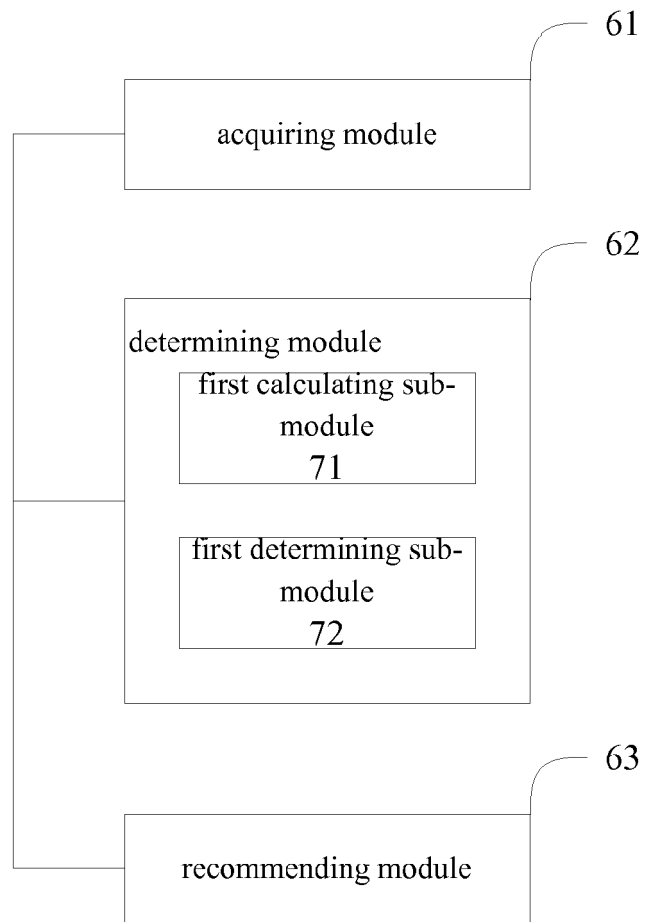 61
acquiring module
62
determining module
first calculating sub-
module
71
first determining sub-
module
72
63
recommending module